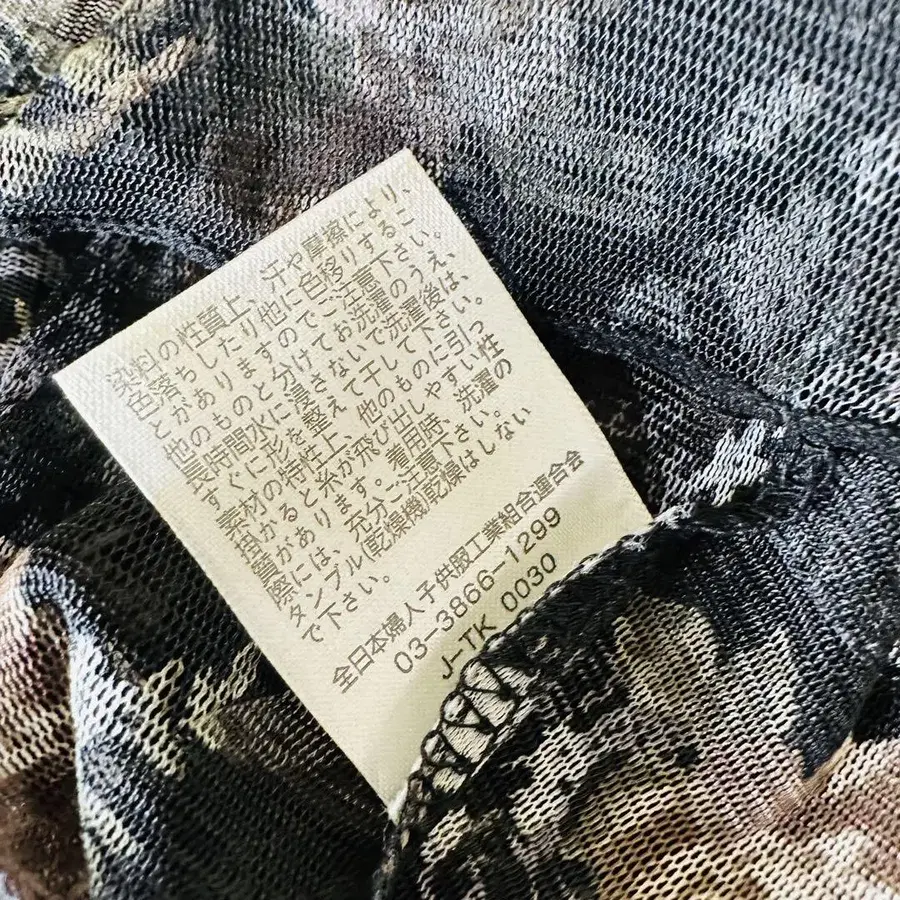 染料の性質上、汗や摩擦により、
色落ちしたり他に色移りするこ
とがありますのでご注意下さい。
他のものと分けてお洗濯のうえ、
長時間水に浸さないで洗濯後は、
すぐに形を整えて干して下さい。
素材の特性上、他のものに引っ
掛かると糸が飛び出しやすい性
質があります。着用時、洗濯の
際には、充分ご注意下さい。
タンブル(乾燥機)乾燥はしない
で下さい。
全日本婦人子供服工業組合連合会
03-3866-1299
J-TK 0030